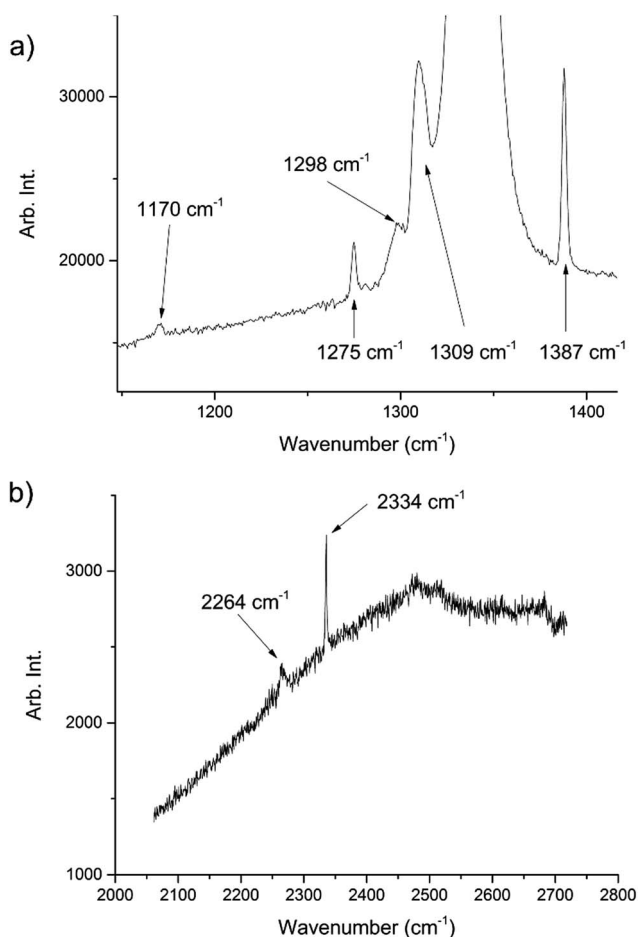 a)
30000
1298 cm⁻¹
1170 cm⁻¹
Arb. Int.
20000
1275 cm⁻¹
1309 cm⁻¹
1387 cm⁻¹
1200
1300
1400
Wavenumber (cm⁻¹)
b)
2334 cm⁻¹
3000
2264 cm⁻¹
Arb. Int.
2000
1000
2000 2100 2200 2300 2400 2500 2600 2700 2800
Wavenumber (cm⁻¹)